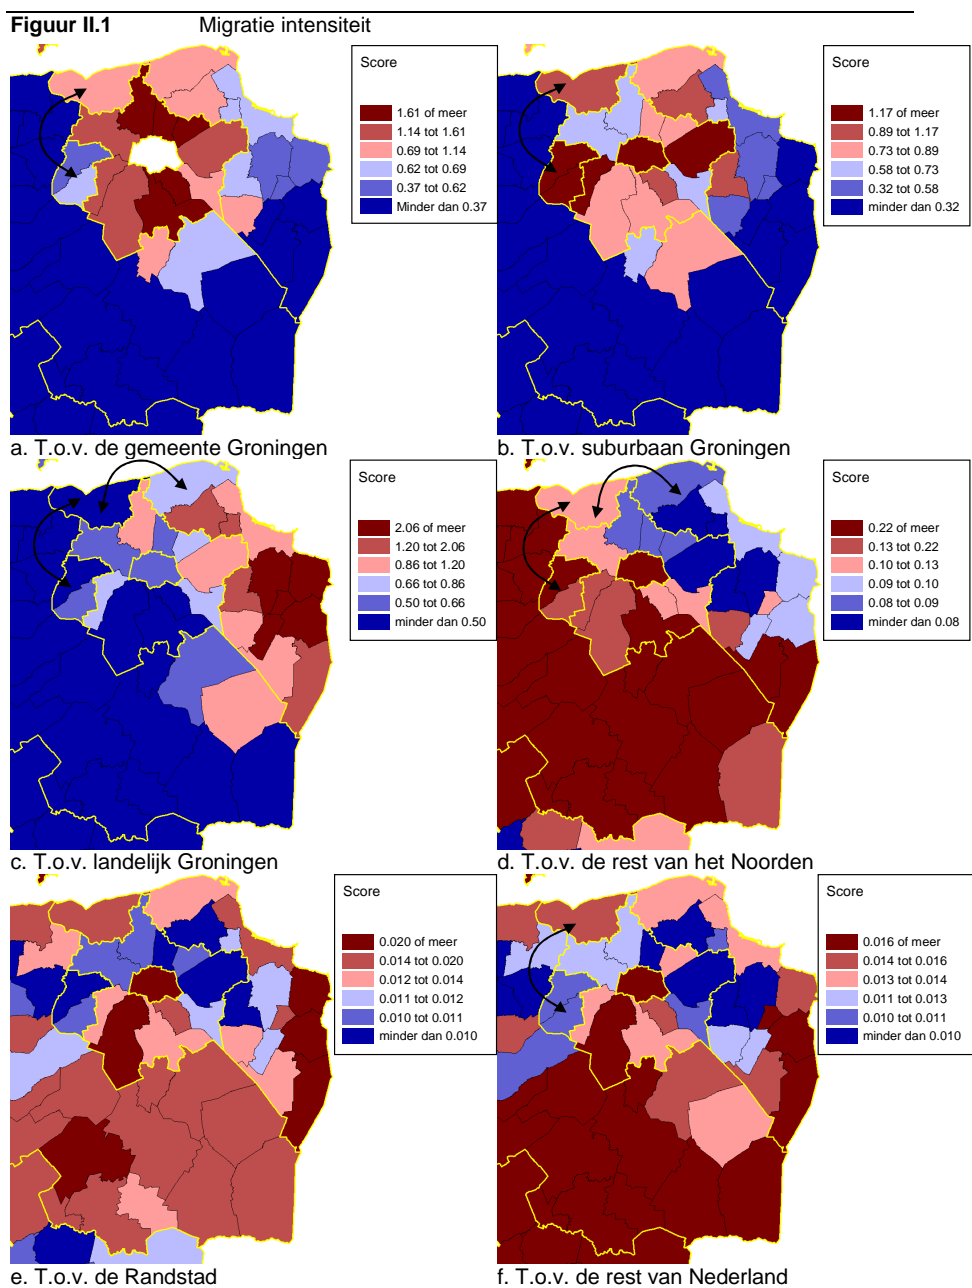 Figuur II.1 Migratie intensiteit
Score
1.61 of meer
1.14 tot 1.61
0.69 tot 1.14
0.62 tot 0.69
0.37 tot 0.62
Minder dan 0.37
a. T.o.v. de gemeente Groningen
Score
1.17 of meer
0.89 tot 1.17
0.73 tot 0.89
0.58 tot 0.73
0.32 tot 0.58
minder dan 0.32
b. T.o.v. suburbaan Groningen
Score
2.06 of meer
1.20 tot 2.06
0.86 tot 1.20
0.66 tot 0.86
0.50 tot 0.66
minder dan 0.50
c. T.o.v. landelijk Groningen
Score
0.22 of meer
0.13 tot 0.22
0.10 tot 0.13
0.09 tot 0.10
0.08 tot 0.09
minder dan 0.08
d. T.o.v. de rest van het Noorden
Score
0.020 of meer
0.014 tot 0.020
0.012 tot 0.014
0.011 tot 0.012
0.010 tot 0.011
minder dan 0.010
e. T.o.v. de Randstad
Score
0.016 of meer
0.014 tot 0.016
0.013 tot 0.014
0.011 tot 0.013
0.010 tot 0.011
minder dan 0.010
f. T.o.v. de rest van Nederland